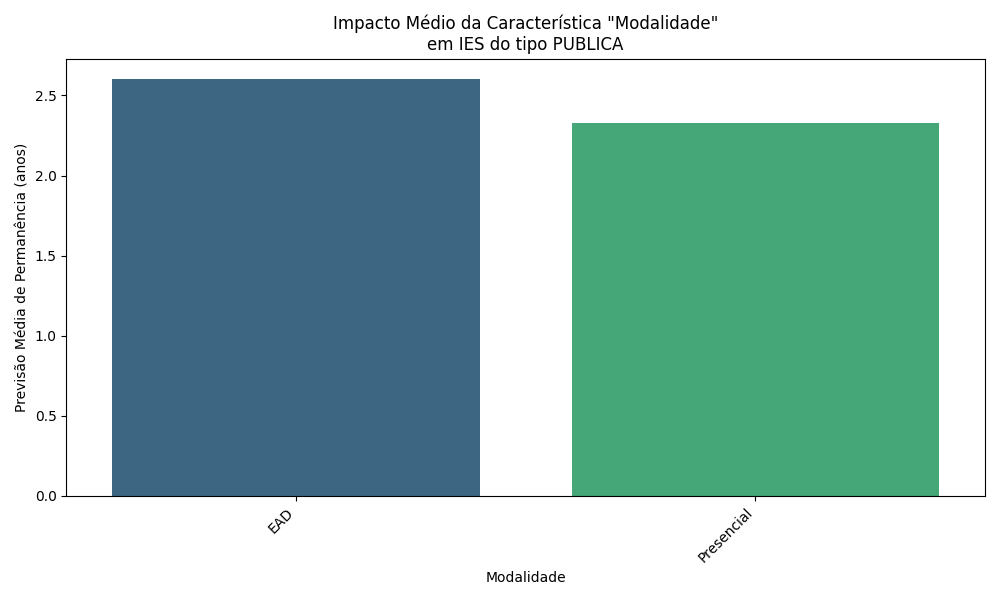 Impacto Médio da Característica "Modalidade"
em IES do tipo PUBLICA
Previsão Média de Permanência (anos)
2.5
2.0
1.5
1.0
0.5
0.0
EAD
Presencial
Modalidade